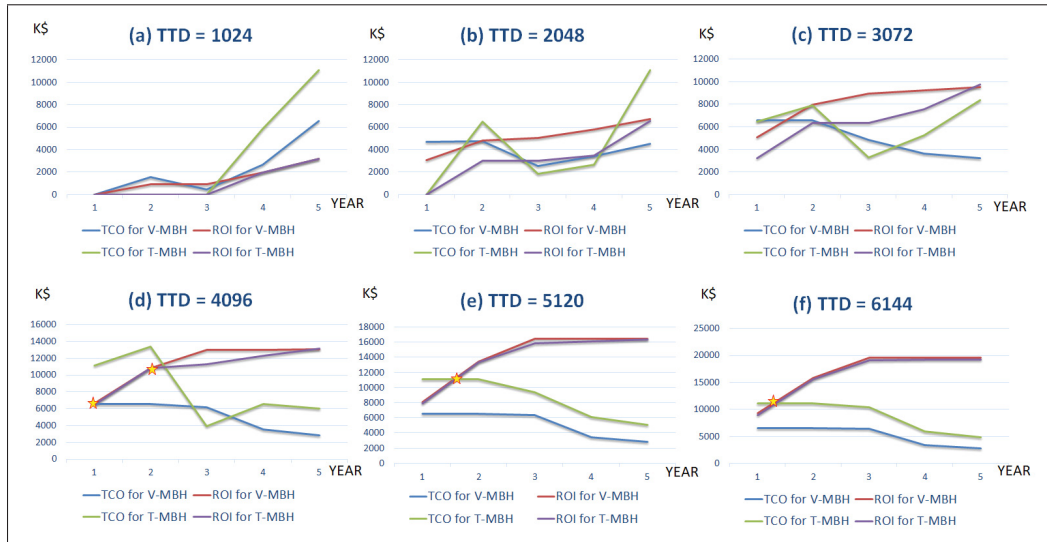 K$
(a) TTD = 1024
12000
10000
8000
6000
4000
2000
0
1 2 3 4 5 YEAR
TCO for V-MBH ROI for V-MBH
TCO for T-MBH ROI for T-MBH
K$
(b) TTD = 2048
12000
10000
8000
6000
4000
2000
0
1 2 3 4 5 YEAR
TCO for V-MBH ROI for V-MBH
TCO for T-MBH ROI for T-MBH
K$
(c) TTD = 3072
12000
10000
8000
6000
4000
2000
0
1 2 3 4 5 YEAR
TCO for V-MBH ROI for V-MBH
TCO for T-MBH ROI for T-MBH
K$
(d) TTD = 4096
16000
14000
12000
10000
8000
6000
4000
2000
0
1 2 3 4 5 YEAR
TCO for V-MBH ROI for V-MBH
TCO for T-MBH ROI for T-MBH
K$
(e) TTD = 5120
18000
16000
14000
12000
10000
8000
6000
4000
2000
0
1 2 3 4 5 YEAR
TCO for V-MBH ROI for V-MBH
TCO for T-MBH ROI for T-MBH
K$
(f) TTD = 6144
25000
20000
15000
10000
5000
0
1 2 3 4 5 YEAR
TCO for V-MBH ROI for V-MBH
TCO for T-MBH ROI for T-MBH